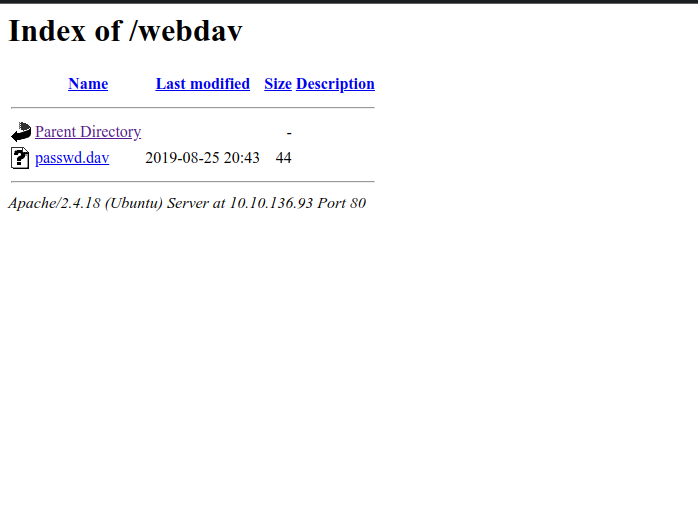 Index of /webdav
Name Last modified Size Description
Parent Directory -
passwd.dav 2019-08-25 20:43 44
Apache/2.4.18 (Ubuntu) Server at 10.10.136.93 Port 80